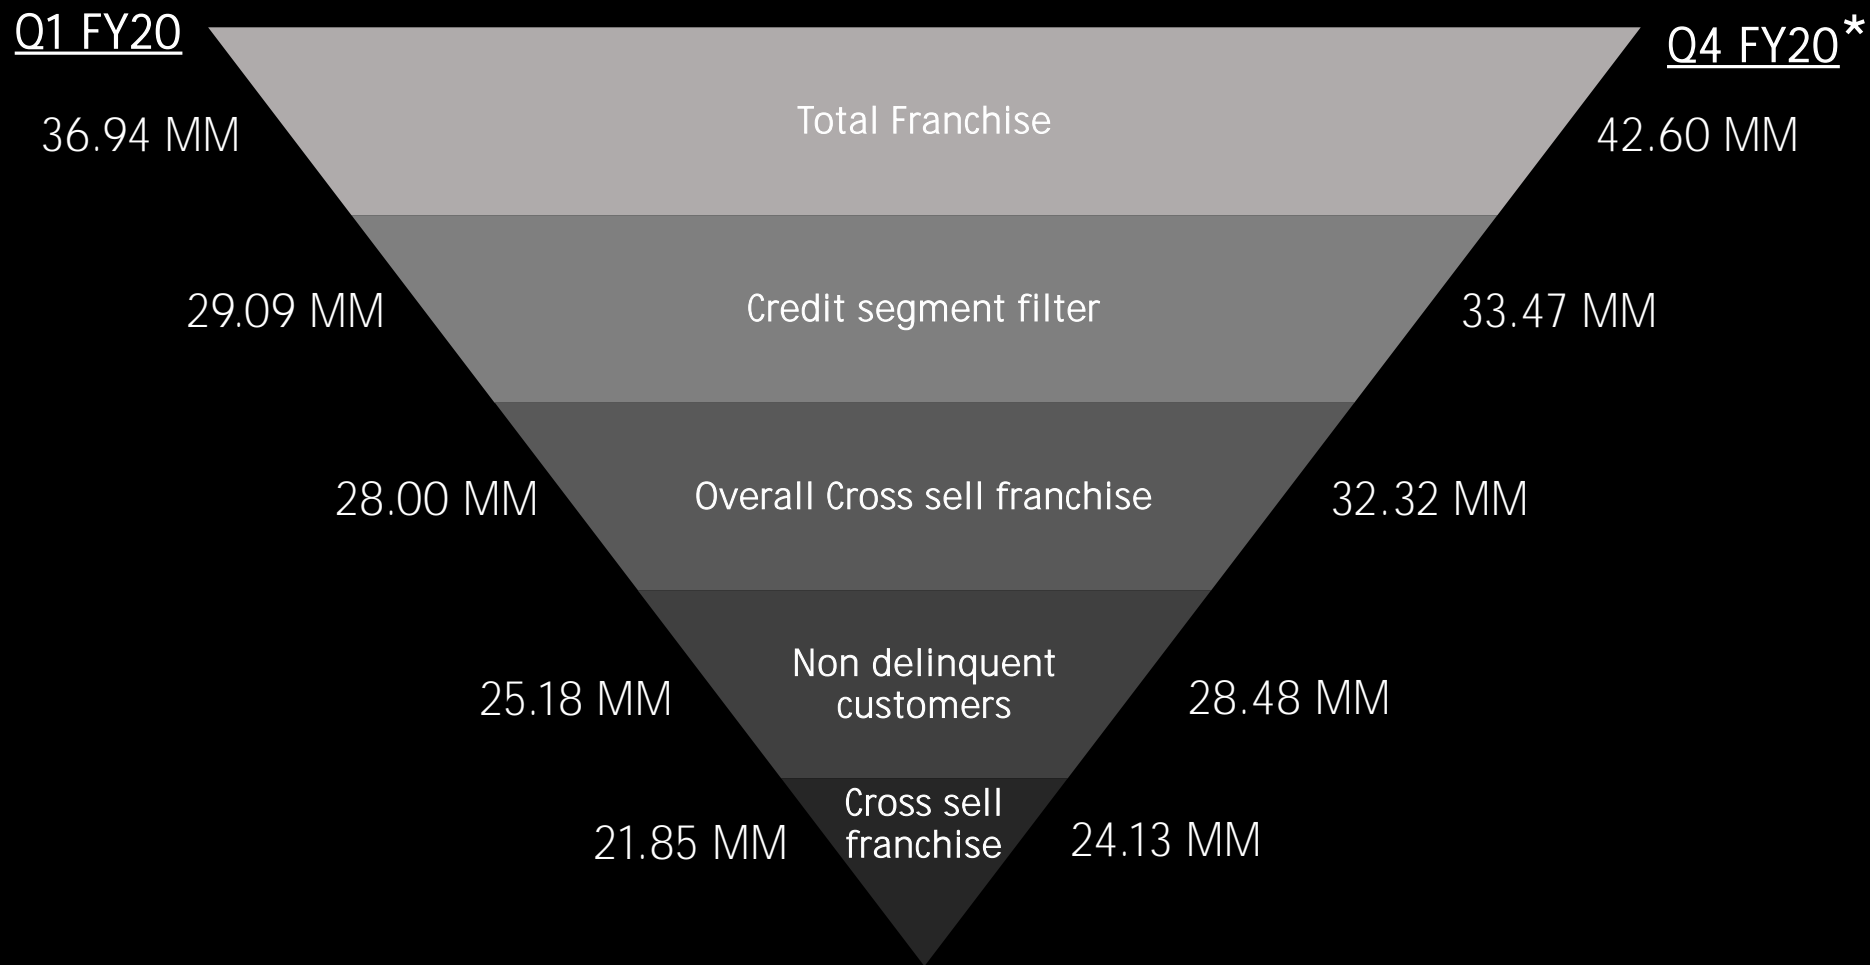 Q1 FY20
Q4 FY20*
36.94 MM
Total Franchise
42.60 MM
29.09 MM
Credit segment filter
33.47 MM
28.00 MM
Overall Cross sell franchise
32.32 MM
25.18 MM
Non delinquent
customers
28.48 MM
21.85 MM
Cross sell
franchise
24.13 MM